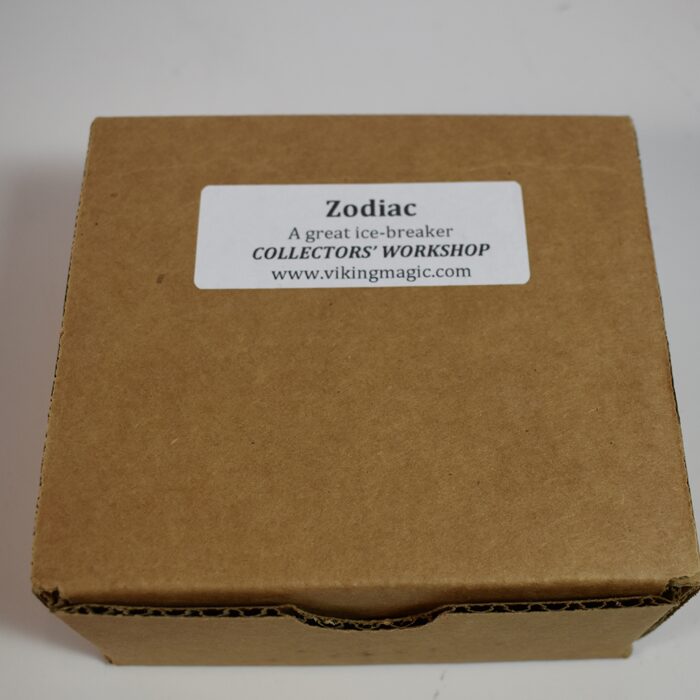 Zodiac
A great ice-breaker
COLLECTORS' WORKSHOP
www.vikingmagic.com